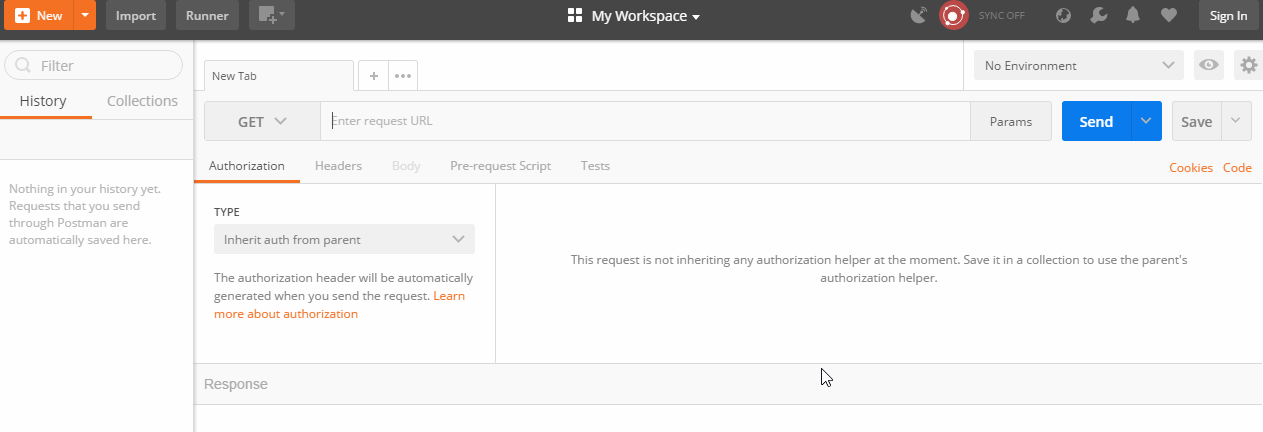 New
Import
Runner
My Workspace
SYNC OFF
Sign In
Filter
History
Collections
Nothing in your history yet.
Requests that you send
through Postman are
automatically saved here.
New Tab
No Environment
GET
Enter request URL
Params
Send
Save
Authorization
Headers
Body
Pre-request Script
Tests
Cookies
Code
TYPE
Inherit auth from parent
The authorization header will be automatically
generated when you send the request. Learn
more about authorization
This request is not inheriting any authorization helper at the moment. Save it in a collection to use the parent's
authorization helper.
Response